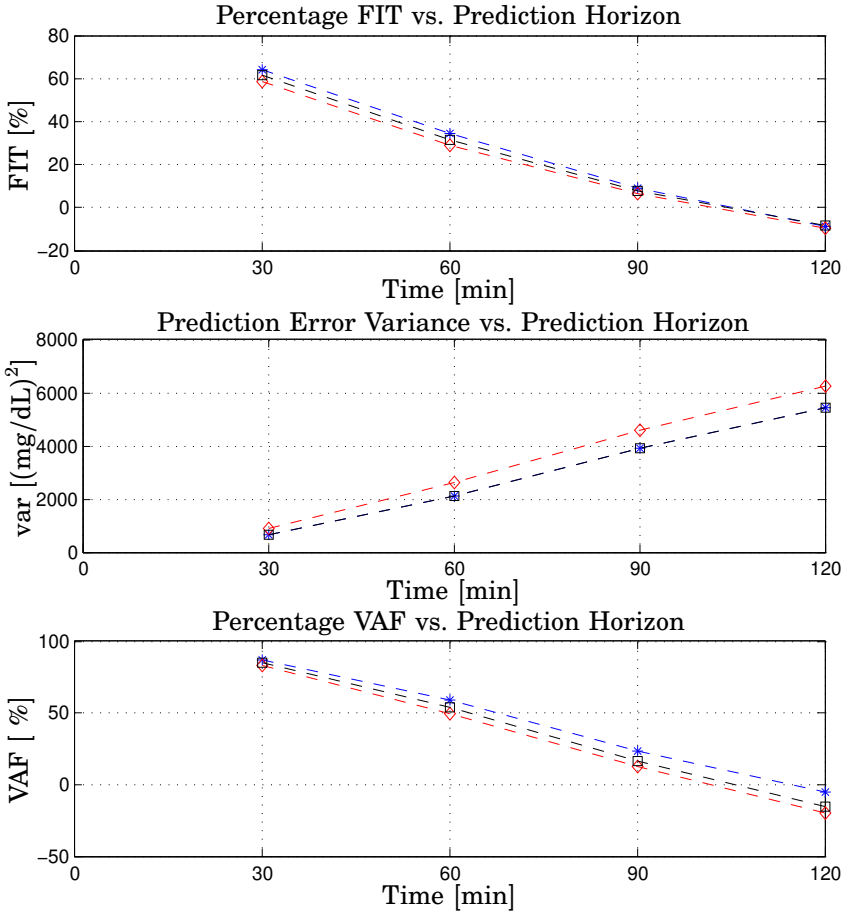 Percentage FIT vs. Prediction Horizon
FIT [%]
80
60
40
20
0
−20
0 30 60 90 120
Time [min]
Prediction Error Variance vs. Prediction Horizon
var [(mg/dL)²]
8000
6000
4000
2000
0
0 30 60 90 120
Time [min]
Percentage VAF vs. Prediction Horizon
VAF [ %]
100
50
0
−50
0 30 60 90 120
Time [min]